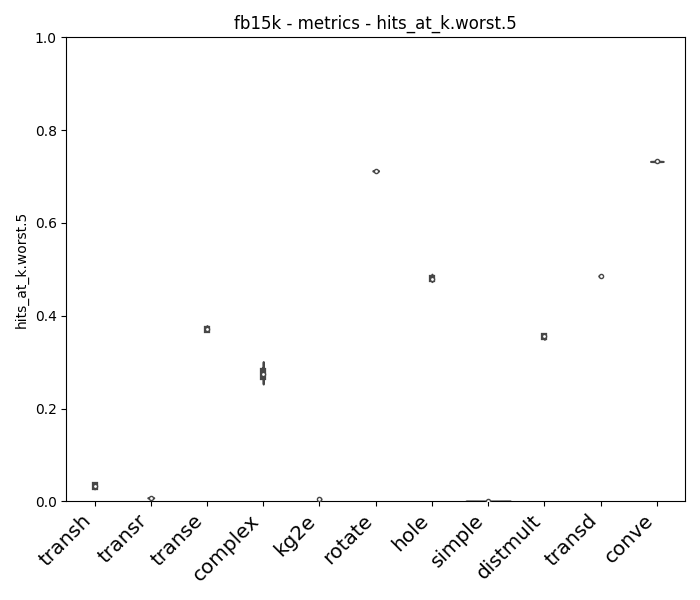 fb15k - metrics - hits_at_k.worst.5
hits_at_k.worst.5
1.0
0.8
0.6
0.4
0.2
0.0
transh
transr
transe
complex
kg2e
rotate
hole
simple
distmult
transd
conve